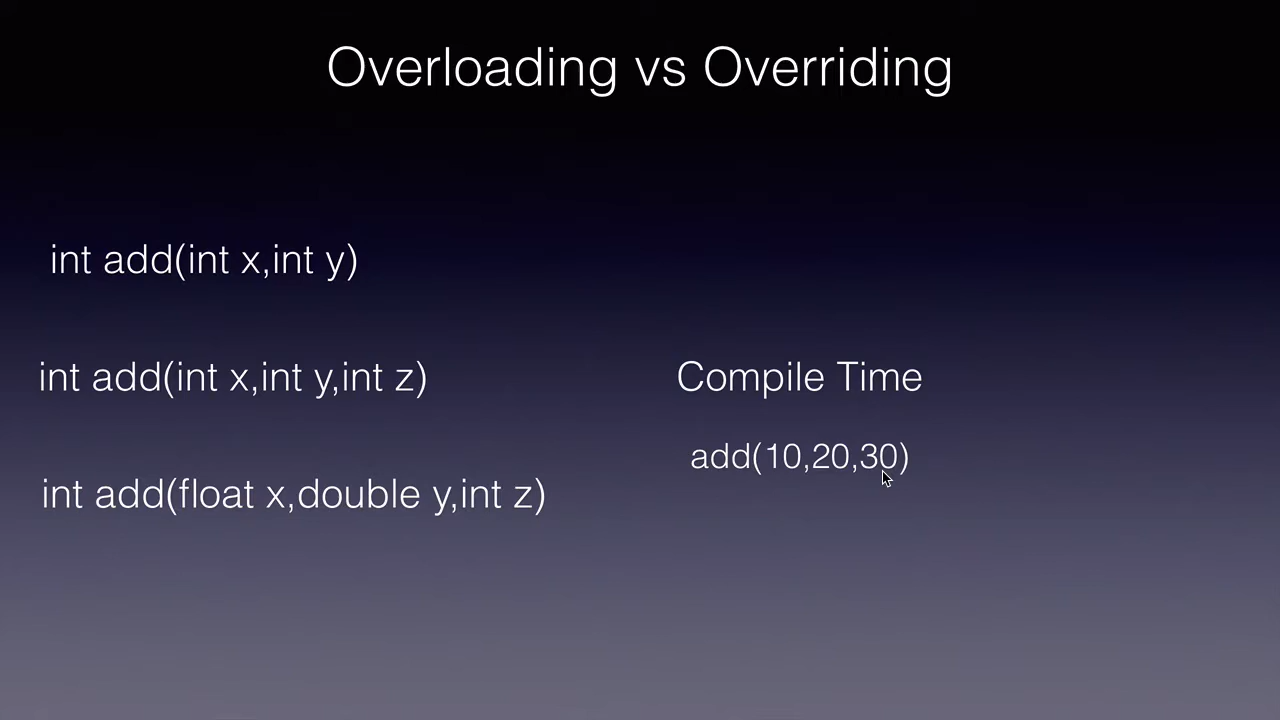 Overloading vs Overriding
int add(int x,int y)
int add(int x,int y,int z)
Compile Time
add(10,20,30)
int add(float x,double y,int z)